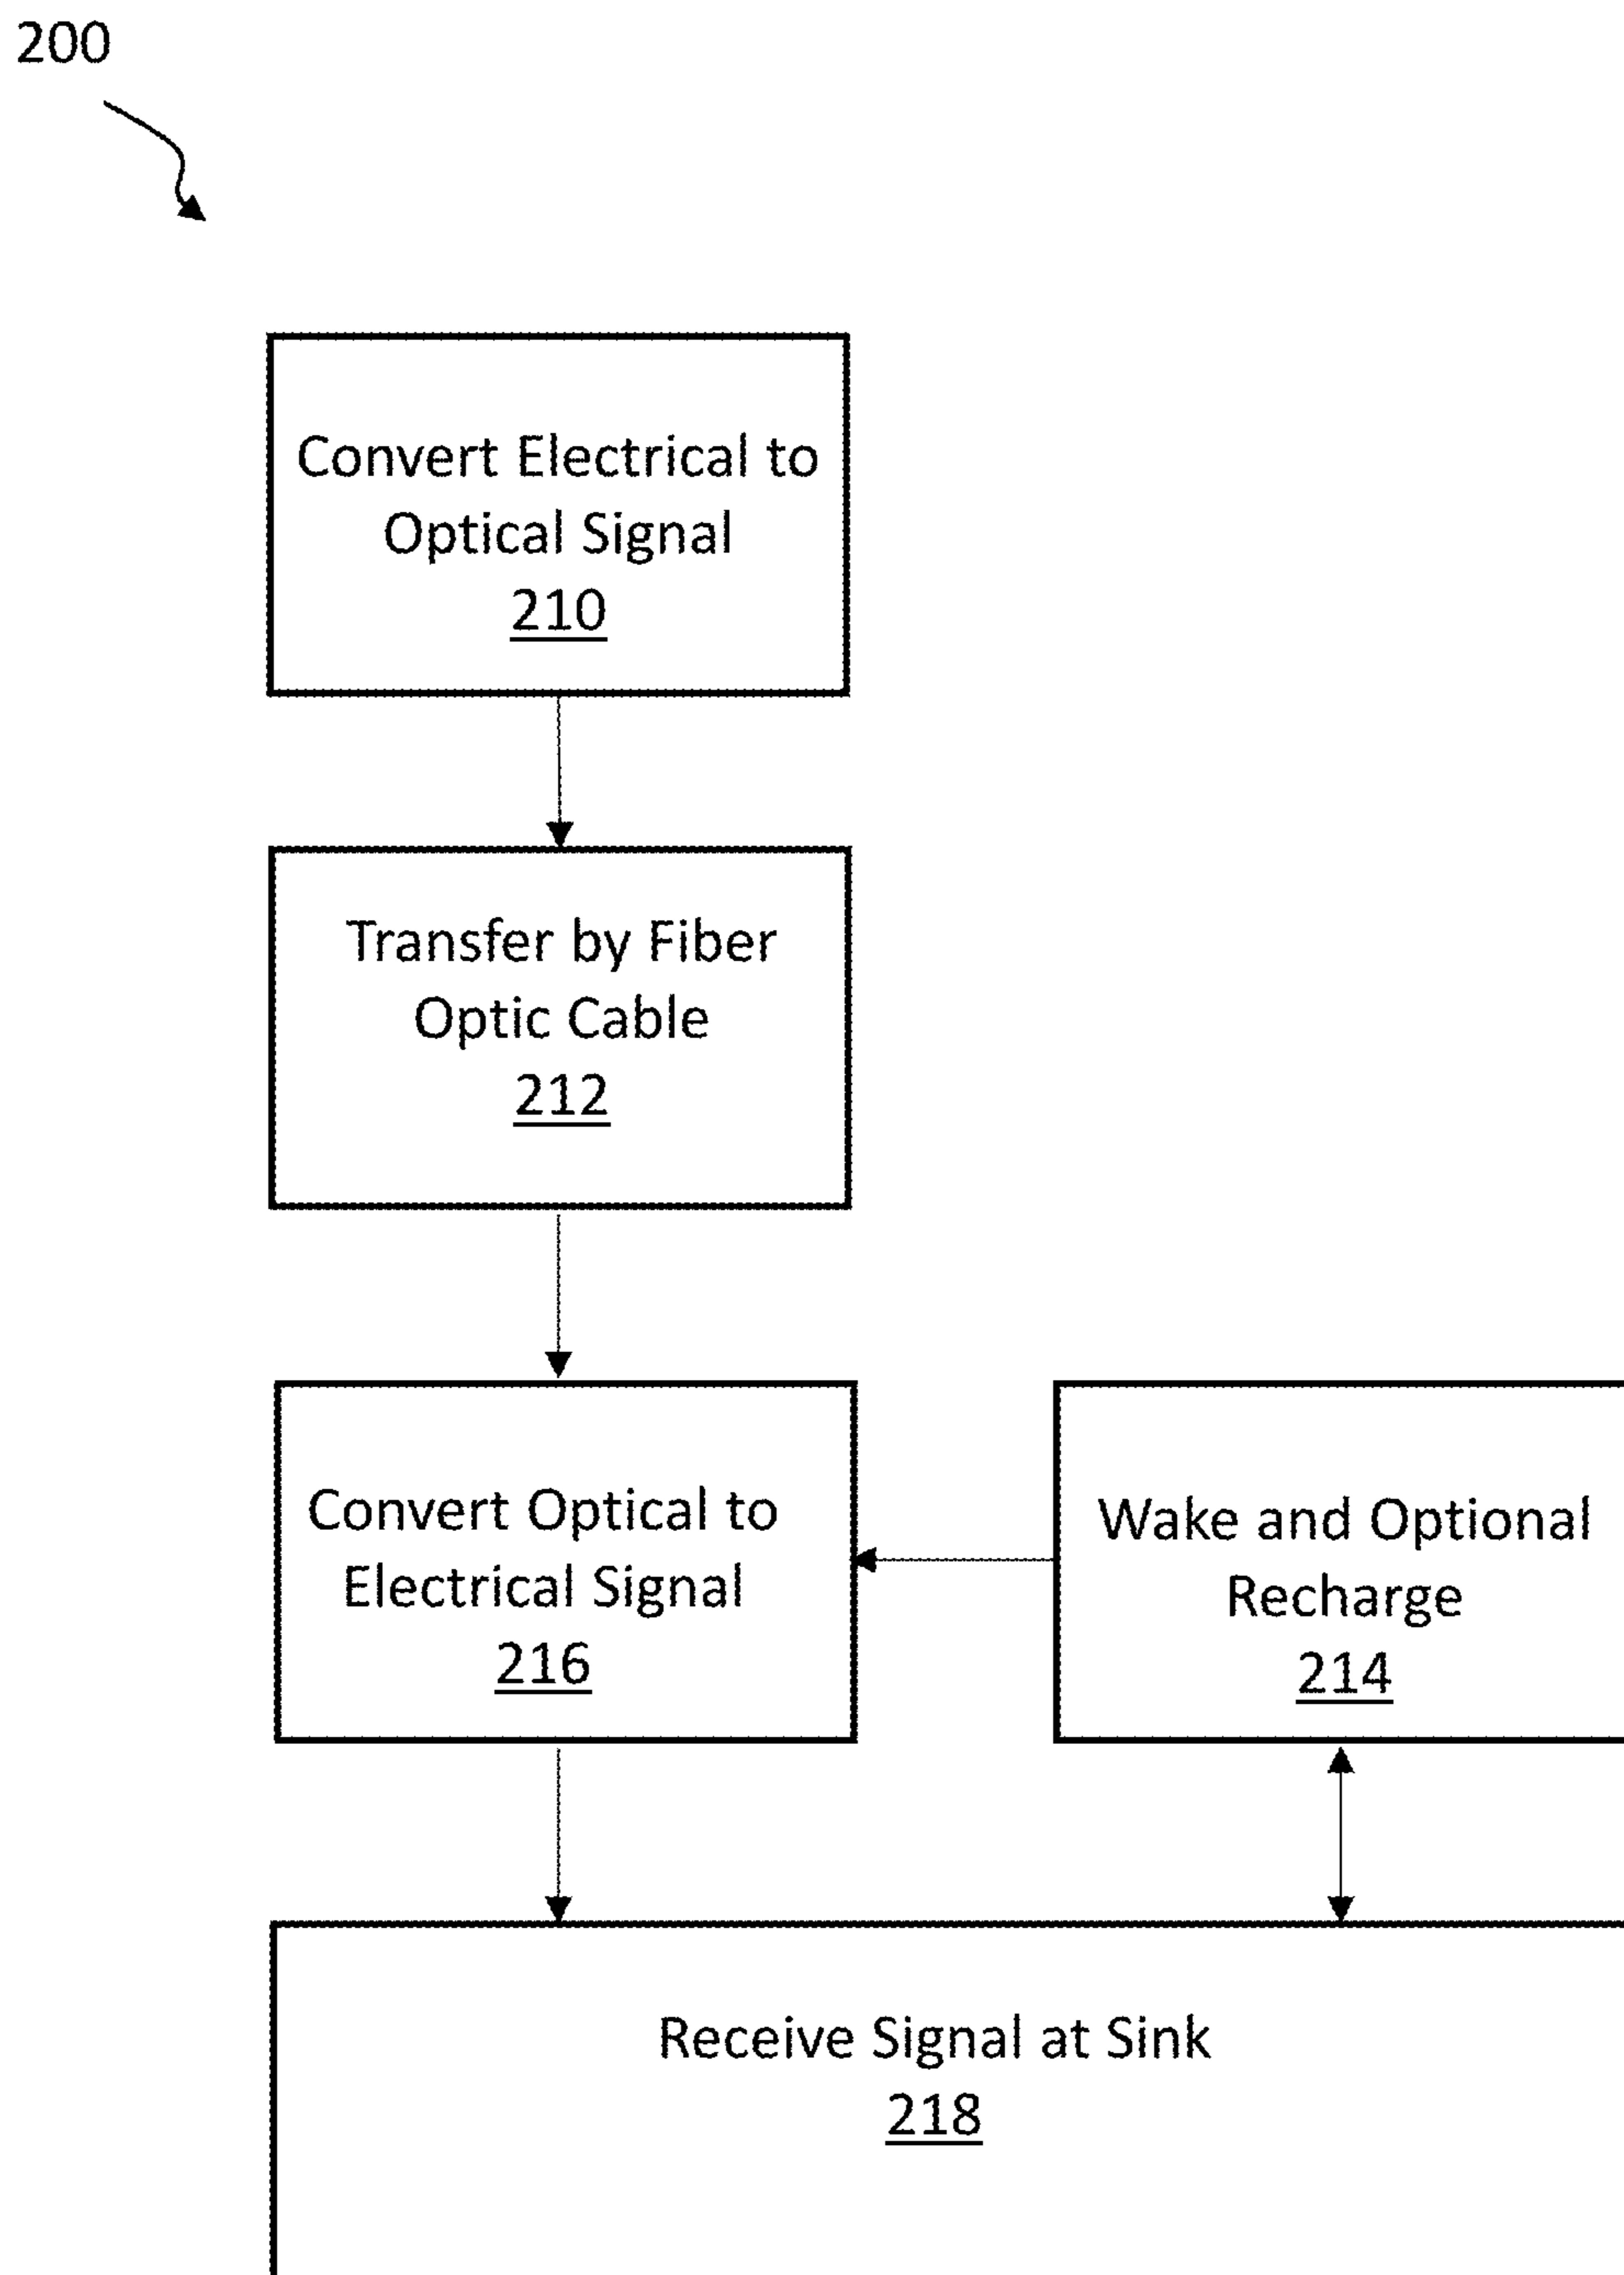 200
Convert Electrical to
Optical Signal
210
Transfer by Fiber
Optic Cable
212
Convert Optical to
Electrical Signal
216
Wake and Optional
Recharge
214
Receive Signal at Sink
218